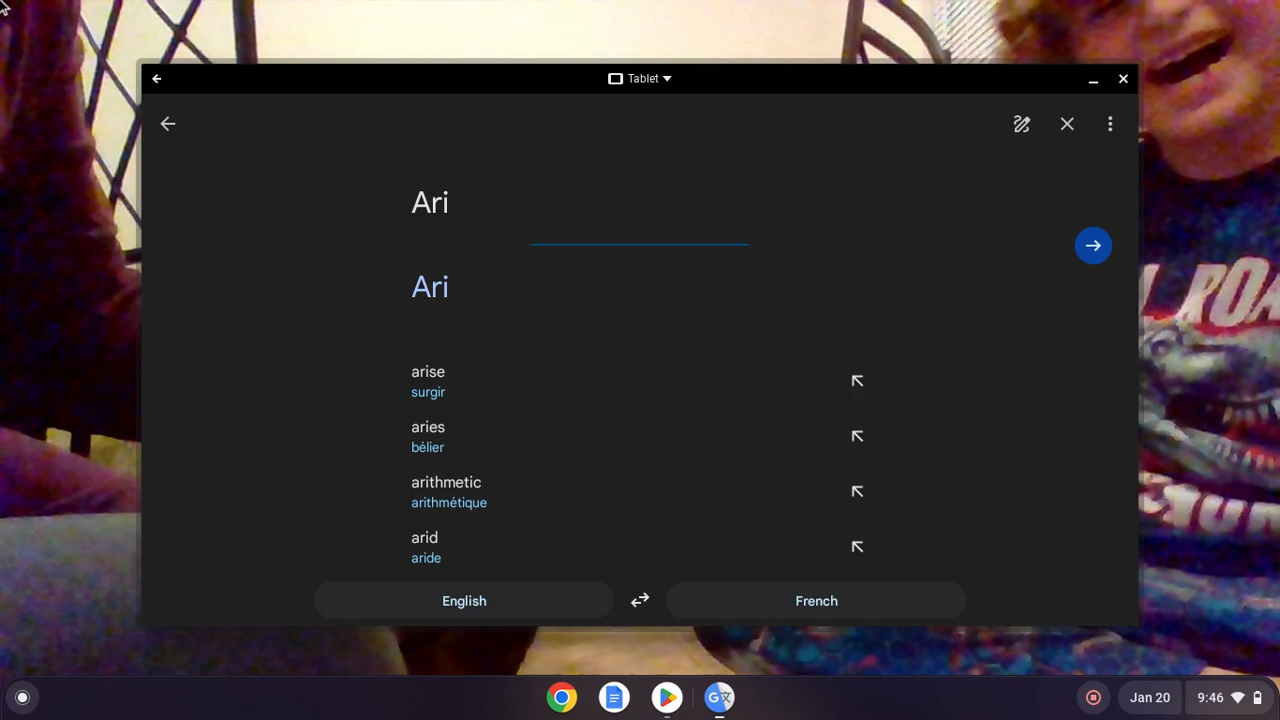 Tablet
Ari
Ari
arise
surgir
aries
bélier
arithmetic
arithmétique
arid
aride
English
French
Jan 20
9:46